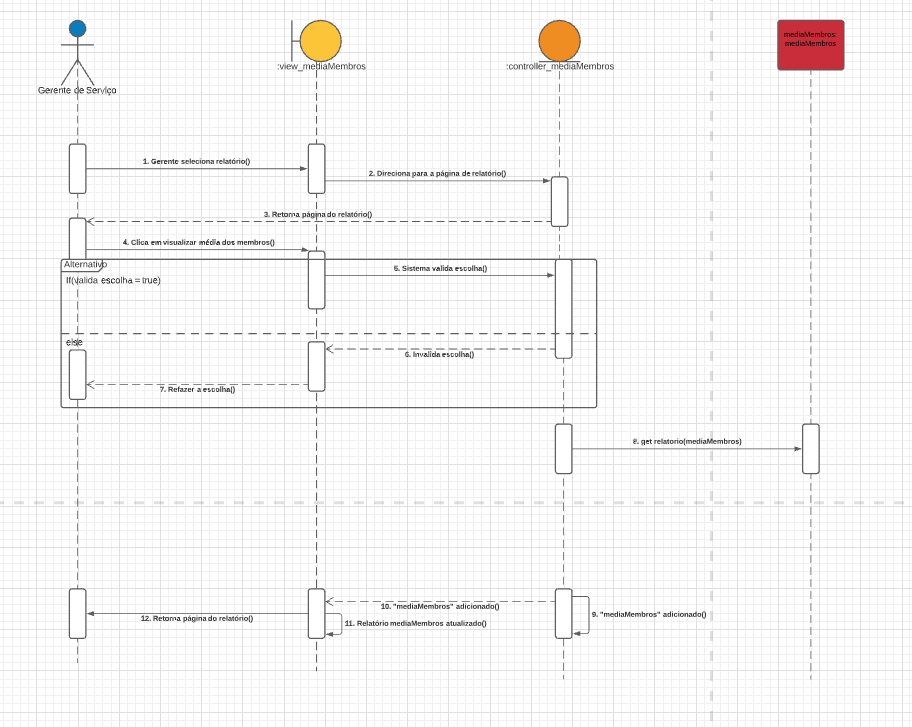 mediaMembros:
mediaMembros
:view_mediaMembros
:controller_mediaMembros
Gerente de Serviço
1. Gerente seleciona relatório()
2. Direciona para a página de relatório()
3. Retorna página do relatório()
4. Clica em visualizar média dos membros()
Alternativo
5. Sistema valida escolha()
If(valida escolha = true)
else
6. Invalida escolha()
7. Refazer a escolha()
8. get relatorio(mediaMembros)
10. "mediaMembros" adicionado()
9. "mediaMembros" adicionado()
12. Retorna página do relatório()
11. Relatório mediaMembros atualizado()